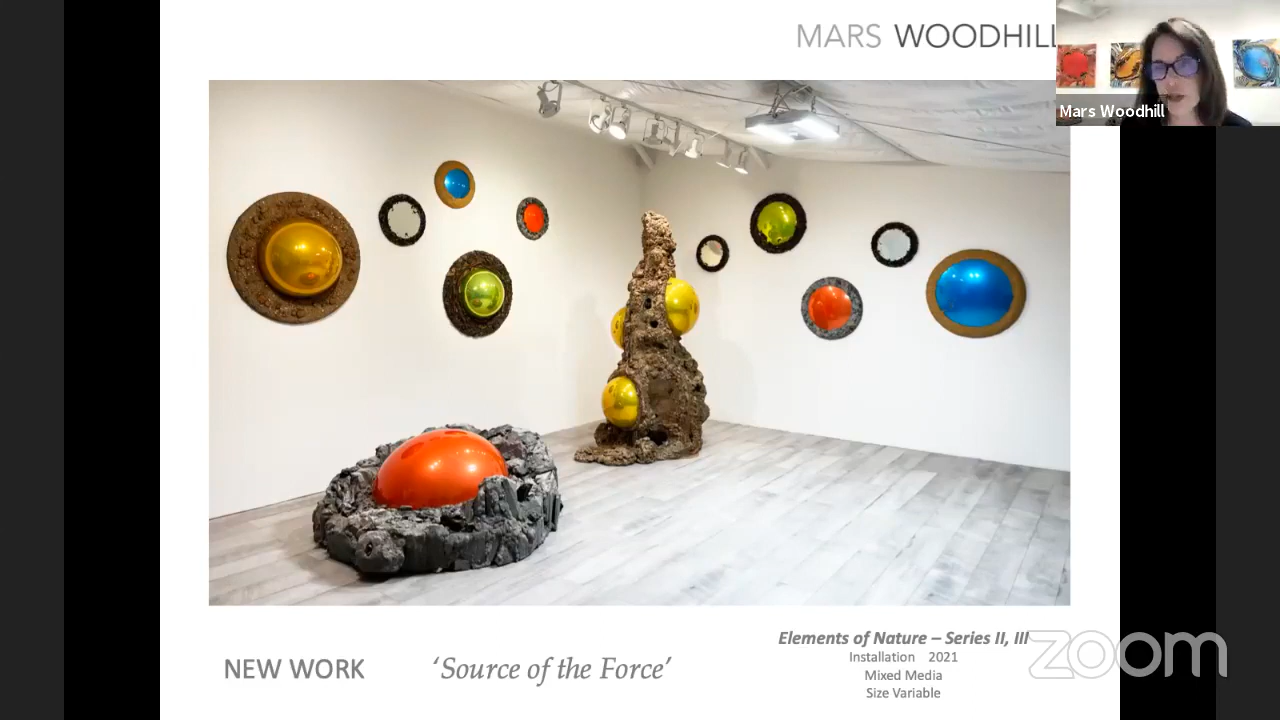 MARS WOODHILL
Mars Woodhill
NEW WORK
‘Source of the Force’
Elements of Nature – Series II, III
Installation 2021
Mixed Media
Size Variable
zoom